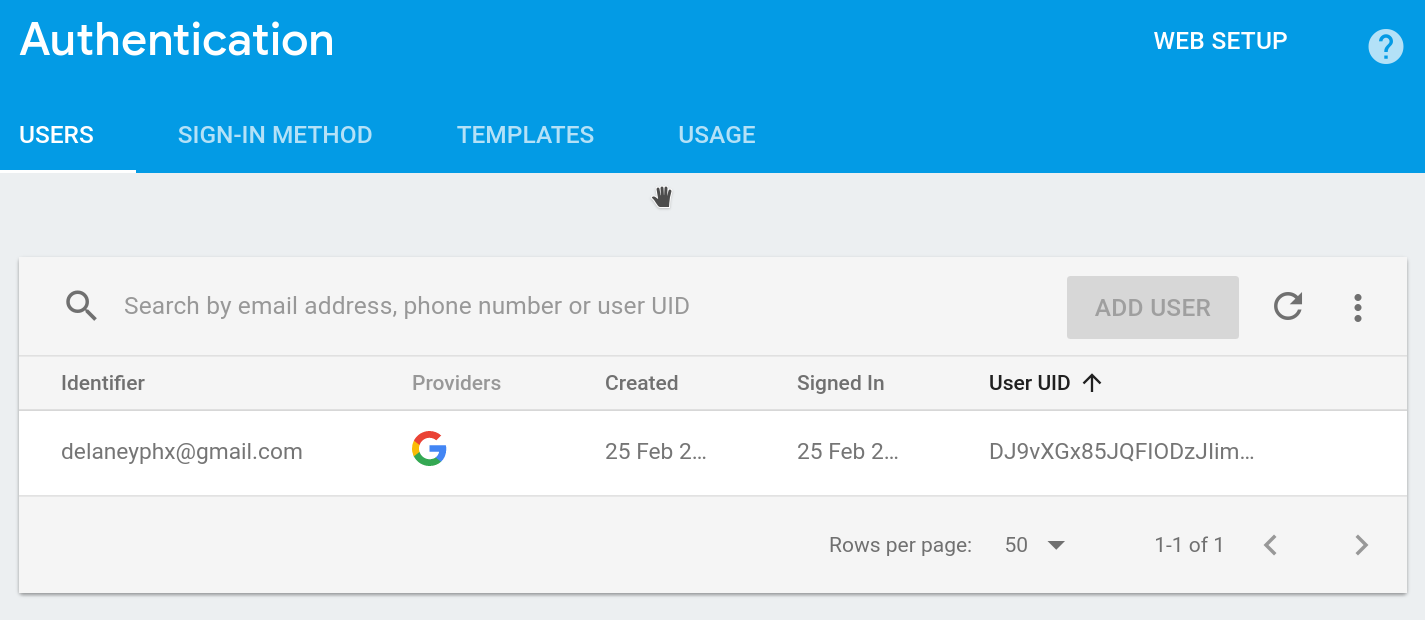 Authentication
WEB SETUP
?
USERS SIGN-IN METHOD TEMPLATES USAGE
Search by email address, phone number or user UID
ADD USER
Identifier Providers Created Signed In User UID
delaneyphx@gmail.com 25 Feb 2... 25 Feb 2... DJ9vXGx85JQFIODzJIim...
Rows per page: 50 1-1 of 1